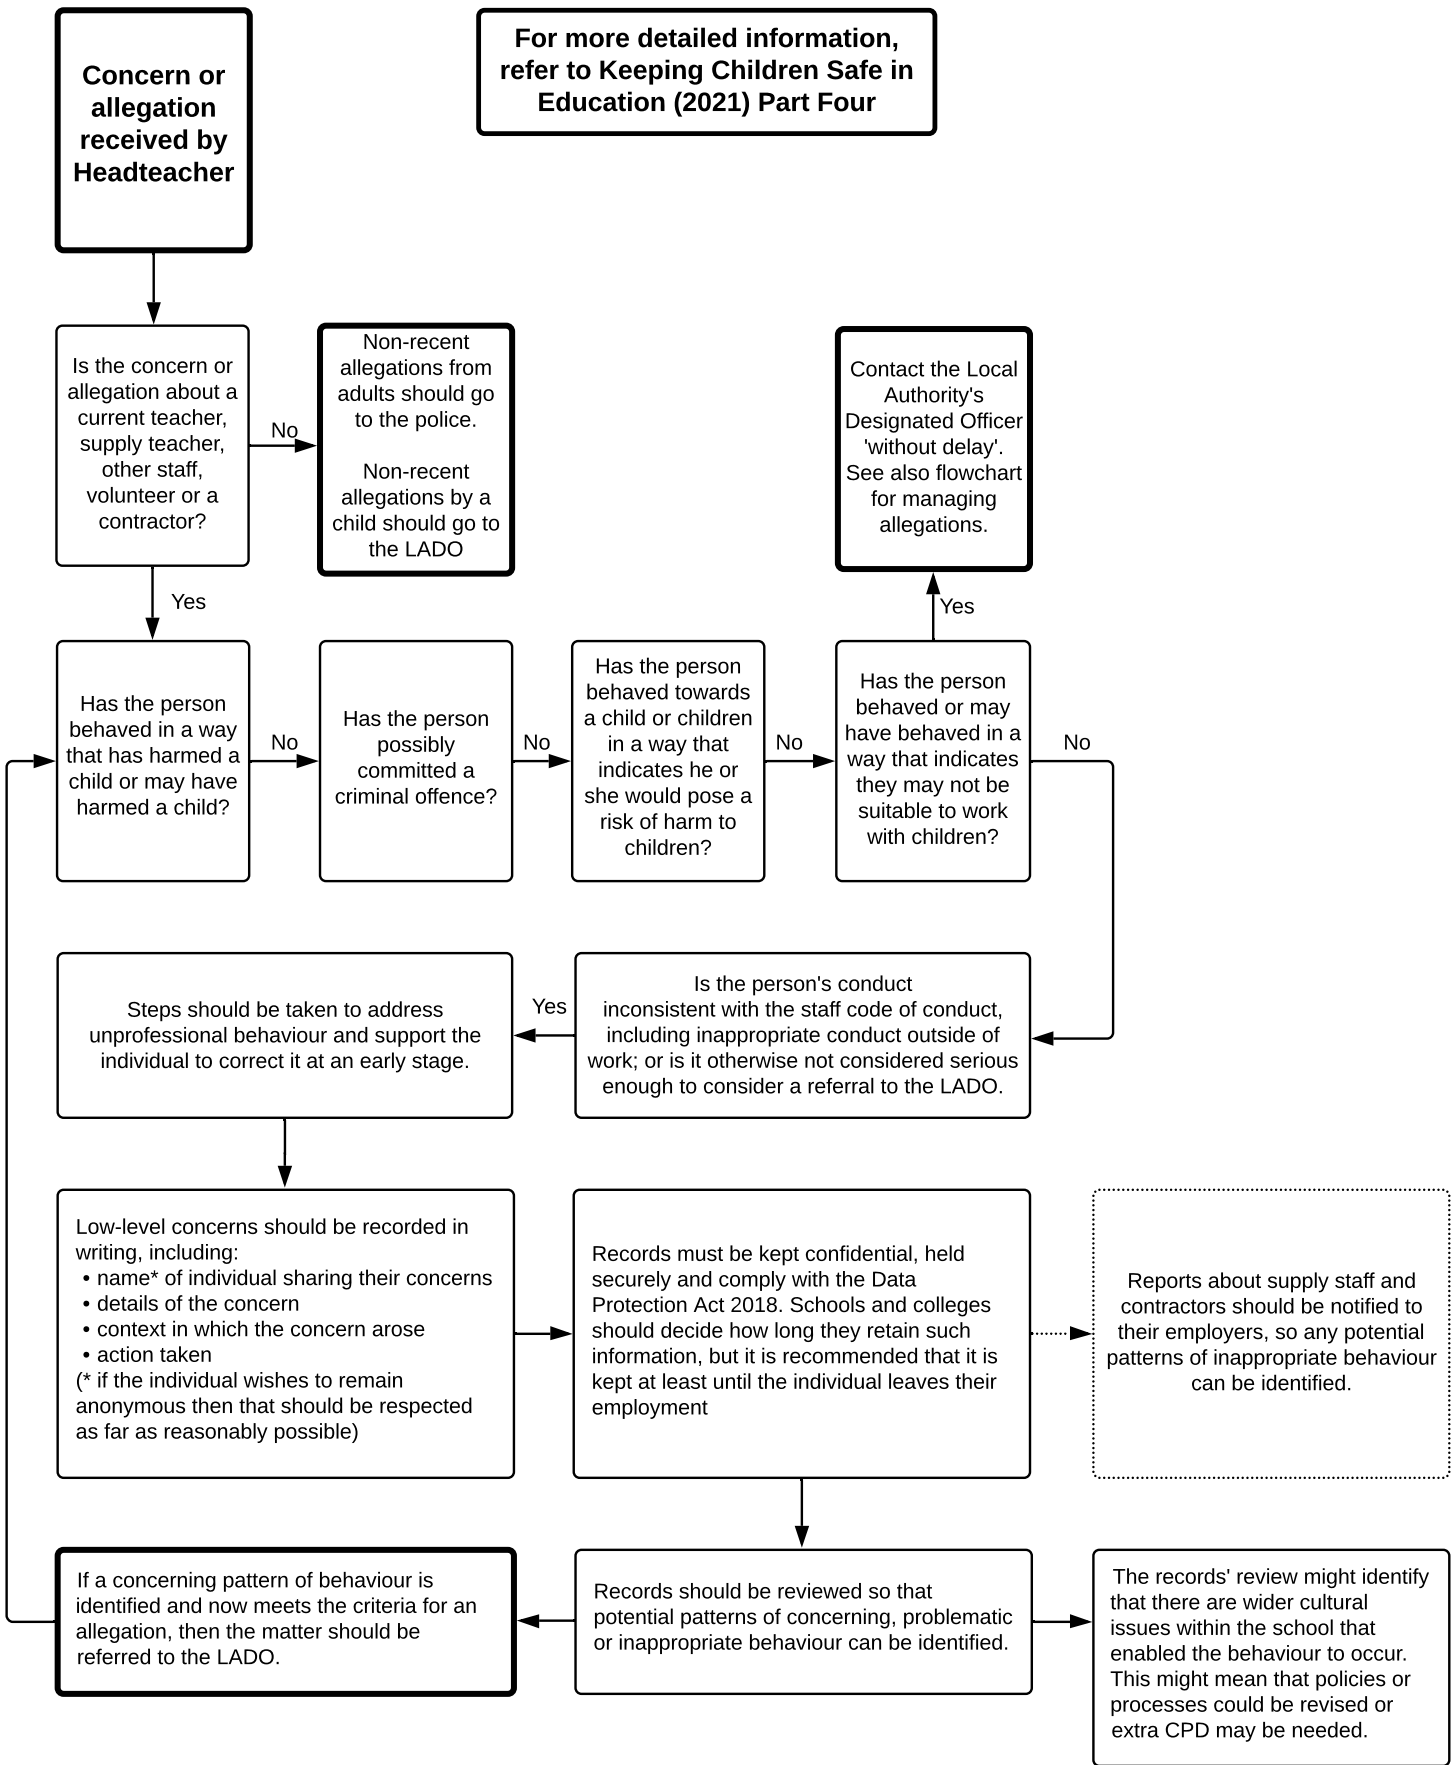 Concern or
allegation
received by
Headteacher
For more detailed information,
refer to Keeping Children Safe in
Education (2021) Part Four
Is the concern or
allegation about a
current teacher,
supply teacher,
other staff,
volunteer or a
contractor?
No
Non-recent
allegations from
adults should go
to the police.
Non-recent
allegations by a
child should go to
the LADO
Contact the Local
Authority's
Designated Officer
'without delay'.
See also flowchart
for managing
allegations.
Yes
Yes
Has the person
behaved in a way
that has harmed a
child or may have
harmed a child?
No
Has the person
possibly
committed a
criminal offence?
No
Has the person
behaved towards
a child or children
in a way that
indicates he or
she would pose a
risk of harm to
children?
No
Has the person
behaved or may
have behaved in a
way that indicates
they may not be
suitable to work
with children?
No
Steps should be taken to address
unprofessional behaviour and support the
individual to correct it at an early stage.
Yes
Is the person's conduct
inconsistent with the staff code of conduct,
including inappropriate conduct outside of
work; or is it otherwise not considered serious
enough to consider a referral to the LADO.
Low-level concerns should be recorded in
writing, including:
• name* of individual sharing their concerns
• details of the concern
• context in which the concern arose
• action taken
(* if the individual wishes to remain
anonymous then that should be respected
as far as reasonably possible)
Records must be kept confidential, held
securely and comply with the Data
Protection Act 2018. Schools and colleges
should decide how long they retain such
information, but it is recommended that it is
kept at least until the individual leaves their
employment
Reports about supply staff and
contractors should be notified to
their employers, so any potential
patterns of inappropriate behaviour
can be identified.
If a concerning pattern of behaviour is
identified and now meets the criteria for an
allegation, then the matter should be
referred to the LADO.
Records should be reviewed so that
potential patterns of concerning, problematic
or inappropriate behaviour can be identified.
The records' review might identify
that there are wider cultural
issues within the school that
enabled the behaviour to occur.
This might mean that policies or
processes could be revised or
extra CPD may be needed.